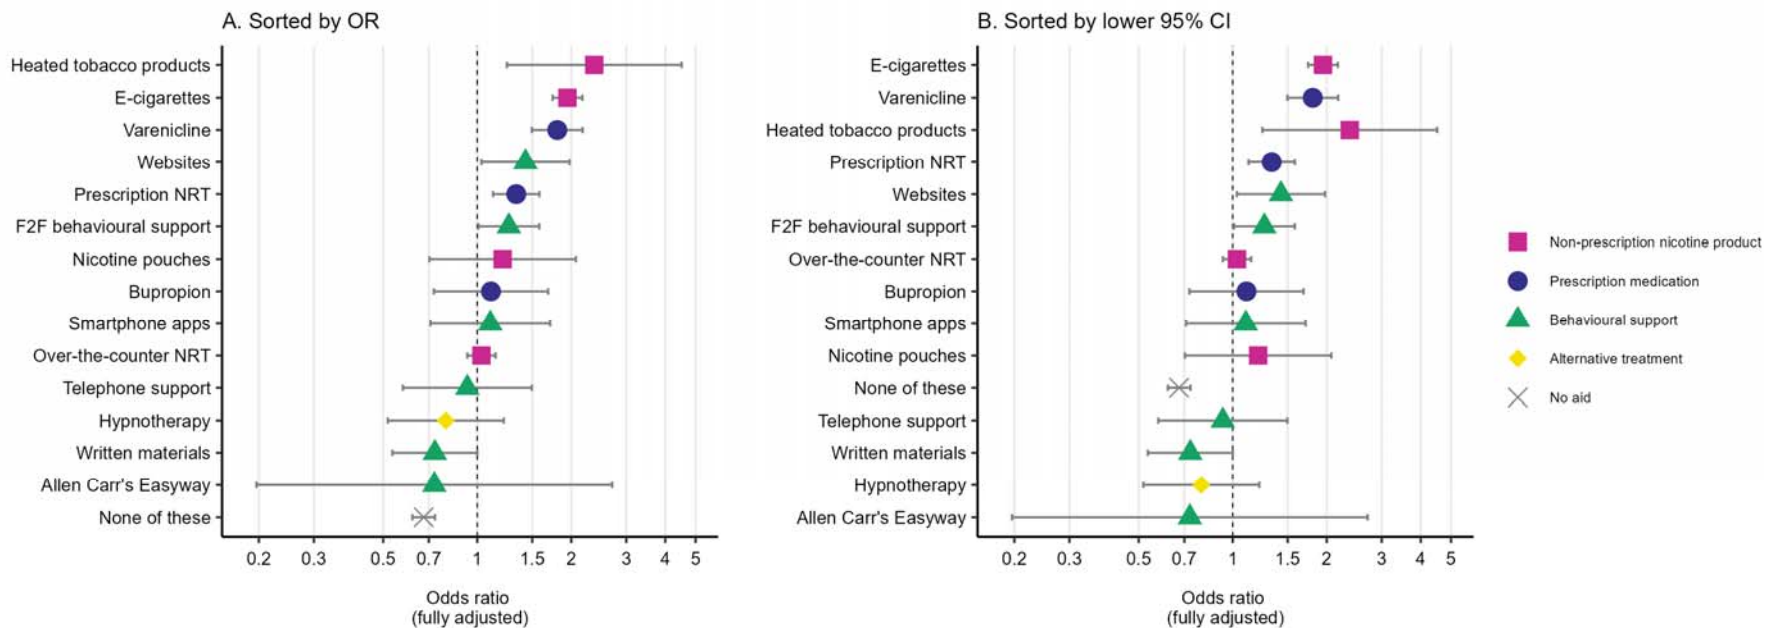 A. Sorted by OR
Heated tobacco products
E-cigarettes
Varenicline
Websites
Prescription NRT
F2F behavioural support
Nicotine pouches
Bupropion
Smartphone apps
Over-the-counter NRT
Telephone support
Hypnotherapy
Written materials
Allen Carr's Easyway
None of these
0.2 0.3 0.5 0.7 1 1.5 2 3 4 5
Odds ratio
(fully adjusted)
B. Sorted by lower 95% CI
E-cigarettes
Varenicline
Heated tobacco products
Prescription NRT
Websites
F2F behavioural support
Over-the-counter NRT
Bupropion
Smartphone apps
Nicotine pouches
None of these
Telephone support
Written materials
Hypnotherapy
Allen Carr's Easyway
0.2 0.3 0.5 0.7 1 1.5 2 3 4 5
Odds ratio
(fully adjusted)
Non-prescription nicotine product
Prescription medication
Behavioural support
Alternative treatment
No aid